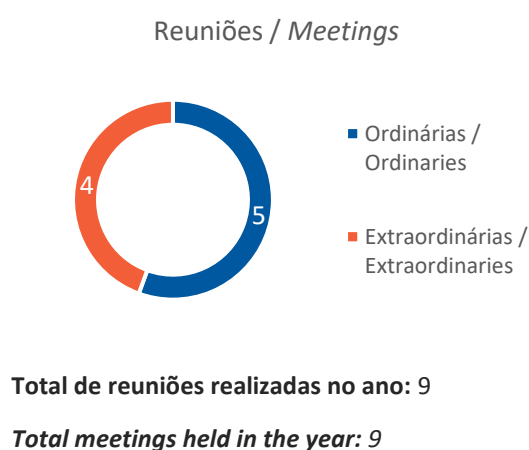 Reuniões / Meetings
4
5
Ordinárias /
Ordinaries
Extraordinárias /
Extraordinaries
Total de reuniões realizadas no ano: 9
Total meetings held in the year: 9